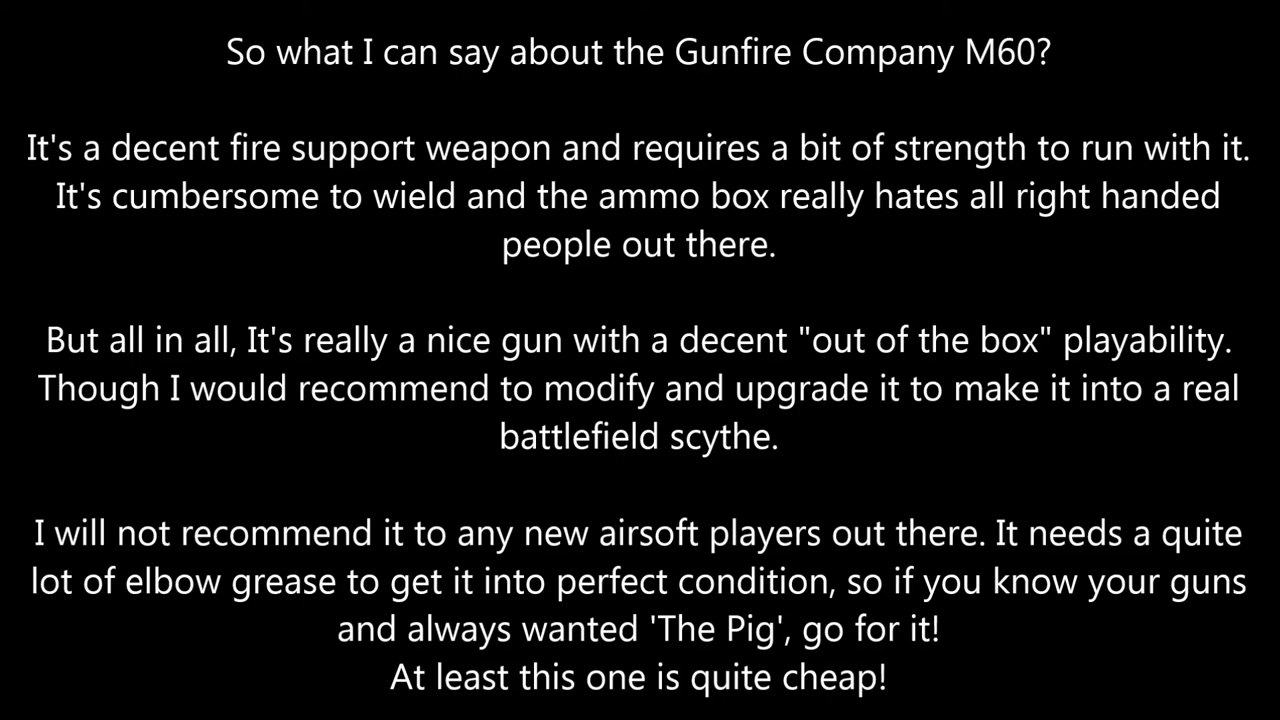 So what I can say about the Gunfire Company M60?
It's a decent fire support weapon and requires a bit of strength to run with it.
It's cumbersome to wield and the ammo box really hates all right handed
people out there.
But all in all, It's really a nice gun with a decent "out of the box" playability.
Though I would recommend to modify and upgrade it to make it into a real
battlefield scythe.
I will not recommend it to any new airsoft players out there. It needs a quite
lot of elbow grease to get it into perfect condition, so if you know your guns
and always wanted 'The Pig', go for it!
At least this one is quite cheap!